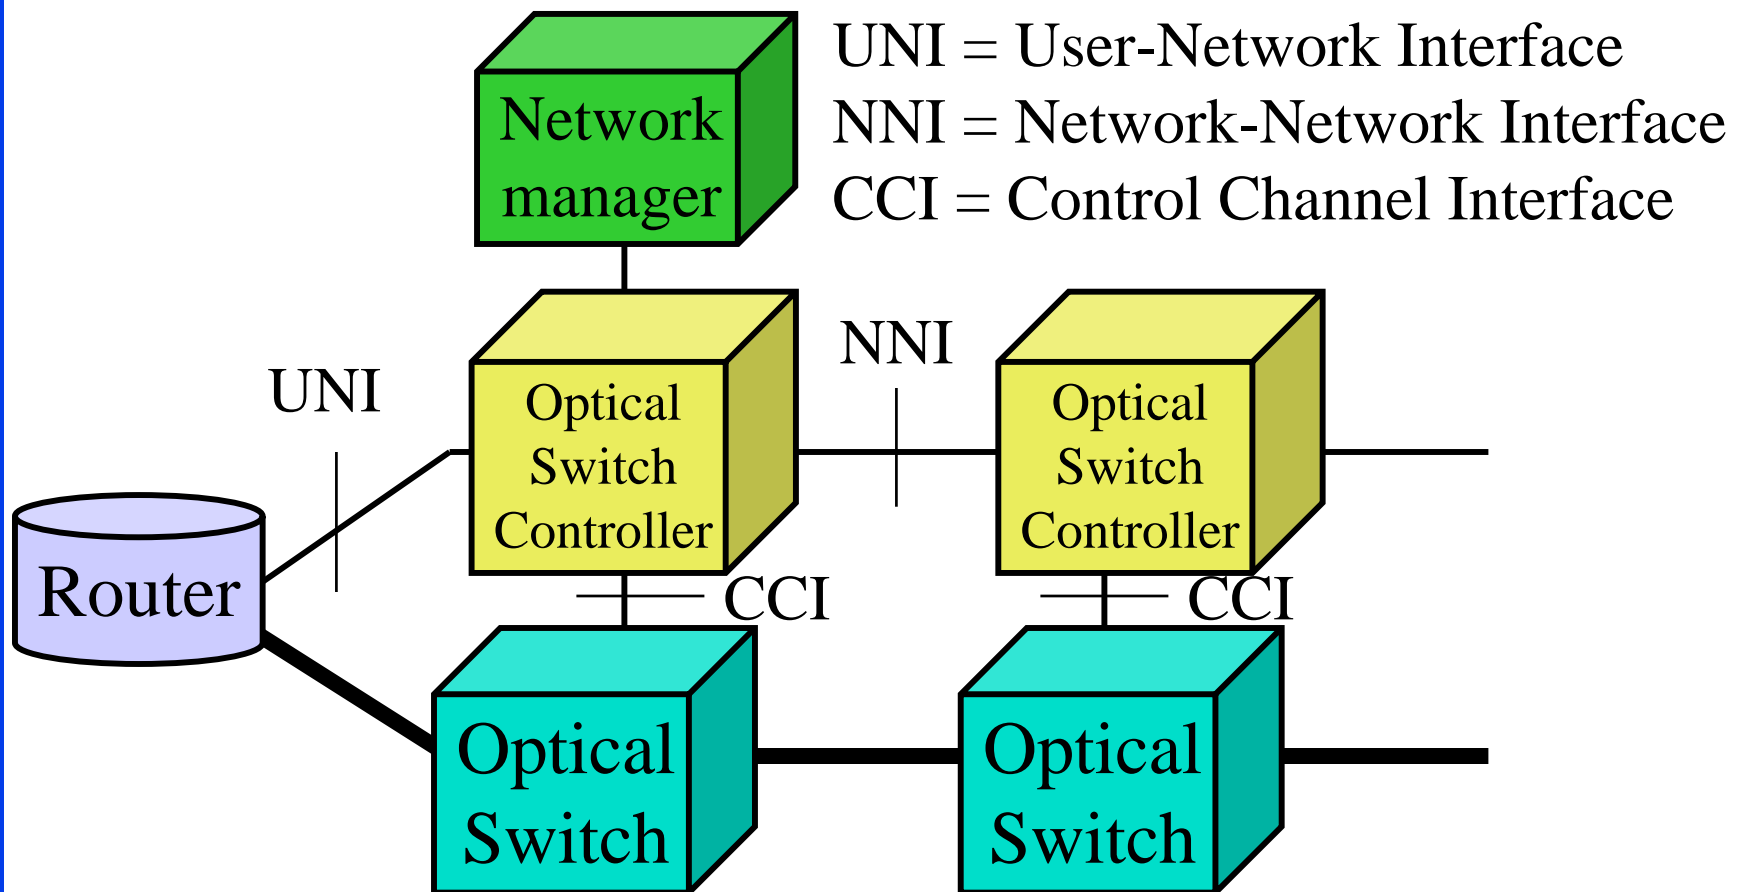 UNI = User-Network Interface
NNI = Network-Network Interface
CCI = Control Channel Interface
Network
manager
UNI
NNI
Optical
Switch
Controller
Optical
Switch
Controller
Router
CCI
CCI
Optical
Switch
Optical
Switch